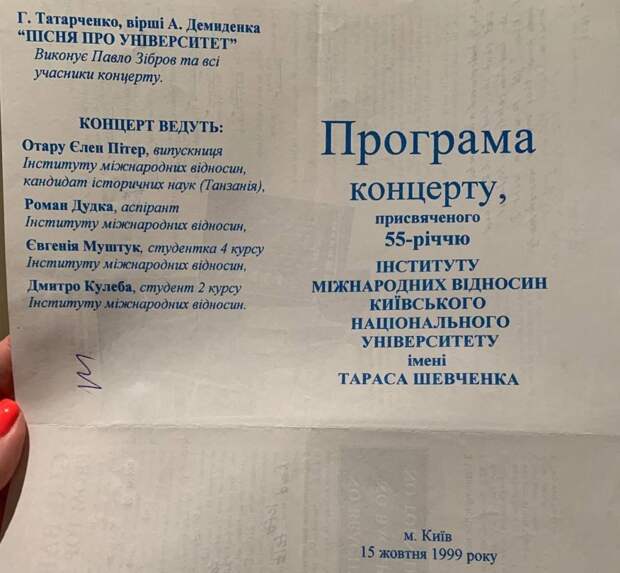 Г. Татарченко, вірші А. Демиденка
“ПІСНЯ ПРО УНІВЕРСИТЕТ”
Виконує Павло Зібров та всі
учасники концерту.
КОНЦЕРТ ВЕДУТЬ:
Отару Єлен Пітер, випускниця
Інституту міжнародних відносин,
кандидат історичних наук (Танзанія),
Роман Дудка, аспірант
Інституту міжнародних відносин,
Євгенія Муштук, студентка 4 курсу
Інституту міжнародних відносин,
Дмитро Кулеба, студент 2 курсу
Інституту міжнародних відносин.
Програма
концерту,
присвяченого
55-річчю
ІНСТИТУТУ
МІЖНАРОДНИХ ВІДНОСИН
КИЇВСЬКОГО
НАЦІОНАЛЬНОГО
УНІВЕРСИТЕТУ
імені
ТАРАСА ШЕВЧЕНКА
м. Київ
15 жовтня 1999 року